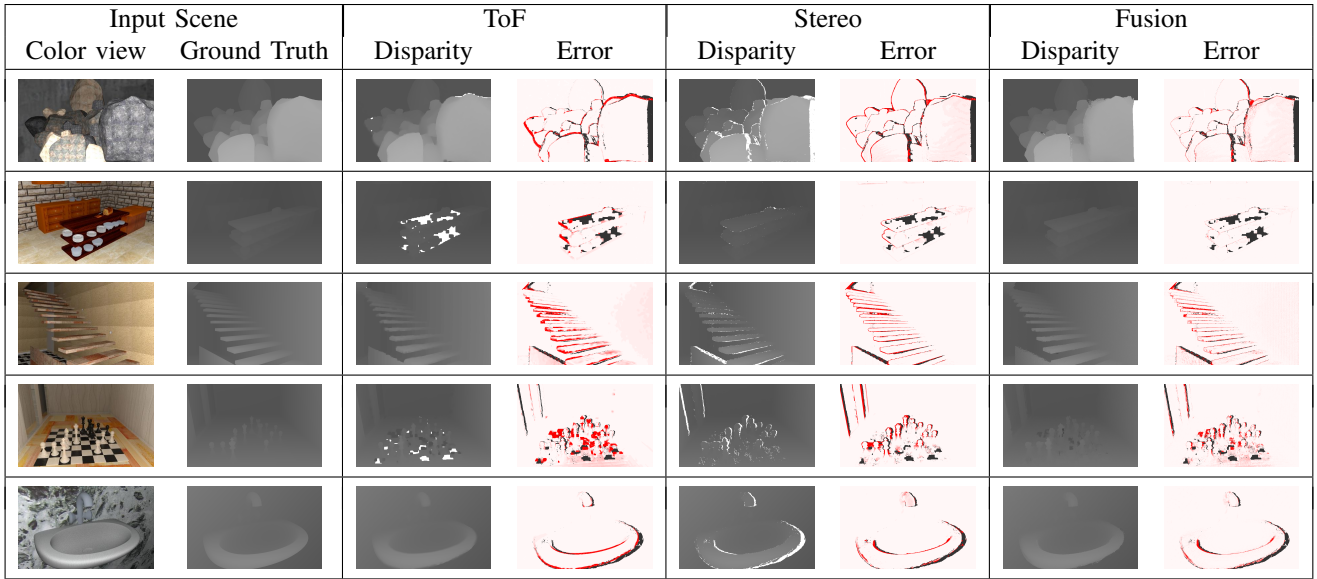 Input Scene ToF Stereo Fusion
Color view Ground Truth Disparity Error Disparity Error Disparity Error